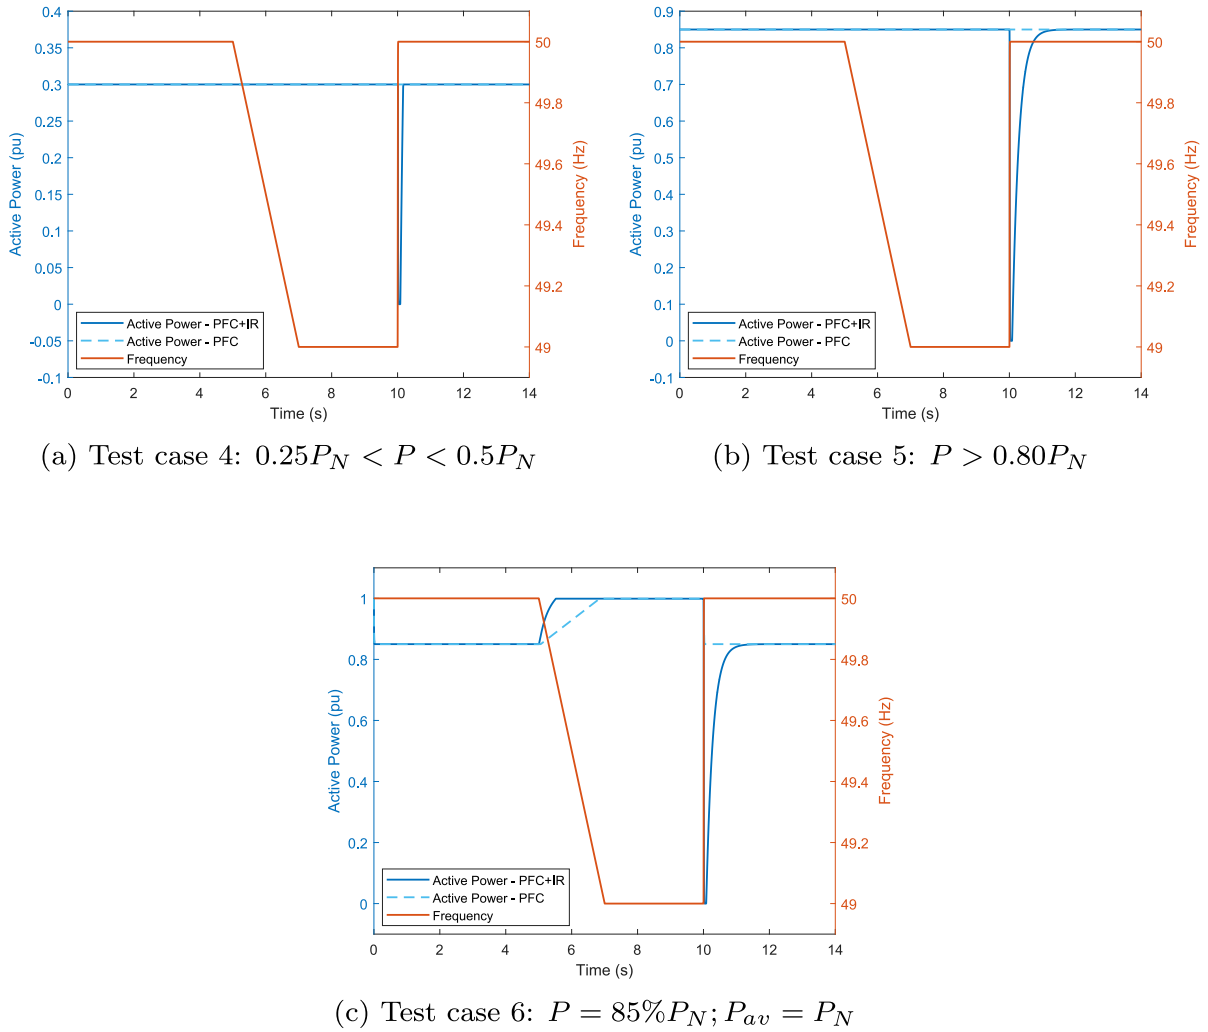 0.4
0.35
0.3
0.25
0.2
0.15
0.1
0.05
0
-0.05
-0.1
Active Power (pu)
50
49.8
49.6
49.4
49.2
49
Frequency (Hz)
Active Power - PFC+IR
Active Power - PFC
Frequency
0 2 4 6 8 10 12 14
Time (s)
(a) Test case 4: 0.25P_N < P < 0.5P_N
0.9
0.8
0.7
0.6
0.5
0.4
0.3
0.2
0.1
0
-0.1
Active Power (pu)
50
49.8
49.6
49.4
49.2
49
Frequency (Hz)
Active Power - PFC+IR
Active Power - PFC
Frequency
0 2 4 6 8 10 12 14
Time (s)
(b) Test case 5: P > 0.80P_N
1
0.8
0.6
0.4
0.2
0
Active Power (pu)
50
49.8
49.6
49.4
49.2
49
Frequency (Hz)
Active Power - PFC+IR
Active Power - PFC
Frequency
0 2 4 6 8 10 12 14
Time (s)
(c) Test case 6: P = 85%P_N; P_av = P_N